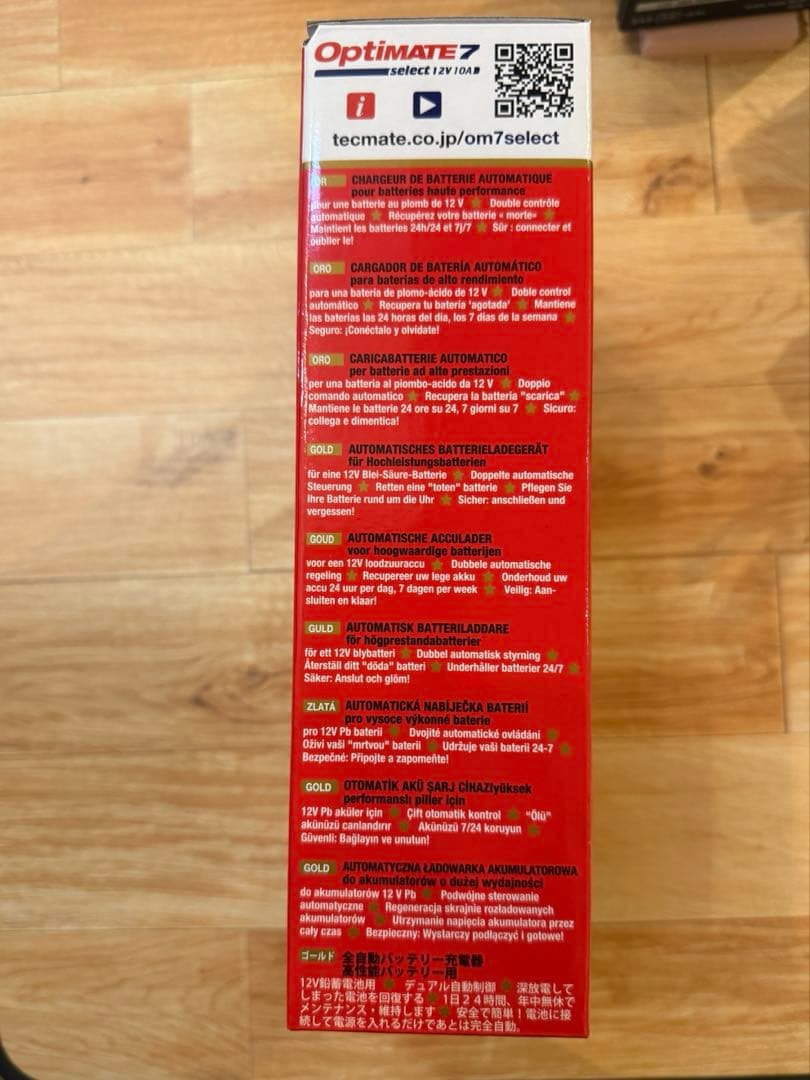 OPTIMATE 7
select 12V 10A
i
tecmate.co.jp/om7select
OR CHARGEUR DE BATTERIE AUTOMATIQUE
pour batteries haute performance
pour une batterie au plomb de 12 V ★ Double contrôle
automatique ★ Récupérez votre batterie « morte» ★
Maintient les batteries 24h/24 et 7j/7 ★ Sûr : connecter et
oublier le!
ORO CARGADOR DE BATERÍA AUTOMÁTICO
para baterías de alto rendimiento
para una batería de plomo-ácido de 12 V ★ Doble control
automático ★ Recupera tu batería 'agotada' ★ Mantiene
las baterías las 24 horas del día, los 7 días de la semana ★
Seguro: ¡Conéctalo y olvídate!
ORO CARICABATTERIE AUTOMATICO
per batterie ad alte prestazioni
per una batteria al piombo-acido da 12 V ★ Doppio
comando automatico ★ Recupera la batteria "scarica" ★
Mantiene le batterie 24 ore su 24, 7 giorni su 7 ★ Sicuro:
collega e dimentica!
GOLD AUTOMATISCHES BATTERIELADEGERÄT
für Hochleistungsbatterien
für eine 12V Blei-Säure-Batterie ★ Doppelte automatische
Steuerung ★ Retten eine "toten" batterie ★ Pflegen Sie
Ihre Batterie rund um die Uhr ★ Sicher: anschließen und
vergessen!
GOUD AUTOMATISCHE ACCULADER
voor hoogwaardige batterijen
voor een 12V loodzuuraccu ★ Dubbele automatische
regeling ★ Recupereer uw lege akku ★ Onderhoud uw
accu 24 uur per dag, 7 dagen per week ★ Veilig: Aan-
sluiten en klaar!
GULD AUTOMATISK BATTERILADDARE
för högprestandabatterier
för ett 12V blybatteri ★ Dubbel automatisk styrning ★
Återställ ditt "döda" batteri ★ Underhåller batterier 24/7 ★
Säker: Anslut och glöm!
ZLATÁ AUTOMATICKÁ NABÍJEČKA BATERIÍ
pro vysoce výkonné baterie
pro 12V Pb baterii ★ Dvojité automatické ovládání ★
Oživí vaši "mrtvou" baterii ★ Udržuje vaši baterii 24-7 ★
Bezpečné: Připojte a zapomeňte!
GOLD OTOMATİK AKÜ ŞARJ CİHAZIyüksek
performanslı piller için
12V Pb aküler için ★ Çift otomatik kontrol ★ "Ölü"
akünüzü canlandırır ★ Akünüzü 7/24 koruyun ★
Güvenli: Bağlayın ve unutun!
GOLD AUTOMATYCZNA ŁADOWARKA AKUMULATOROWA
do akumulatorów o dużej wydajności
do akumulatorów 12 V Pb ★ Podwójne sterowanie
automatyczne ★ Regeneracja skrajnie rozładowanych
akumulatorów ★ Utrzymanie napięcia akumulatora przez
cały czas ★ Bezpieczny: Wystarczy podłączyć i gotowe!
ゴールド 全自動バッテリー充電器
高性能バッテリー用
12V鉛蓄電池用 ★ デュアル自動制御 ★ 深放電して
しまった電池を回復する ★ 1日24時間、年中無休で
メンテナンス・維持します ★ 安全で簡単！電池に接
続して電源を入れるだけであとは完全自動。